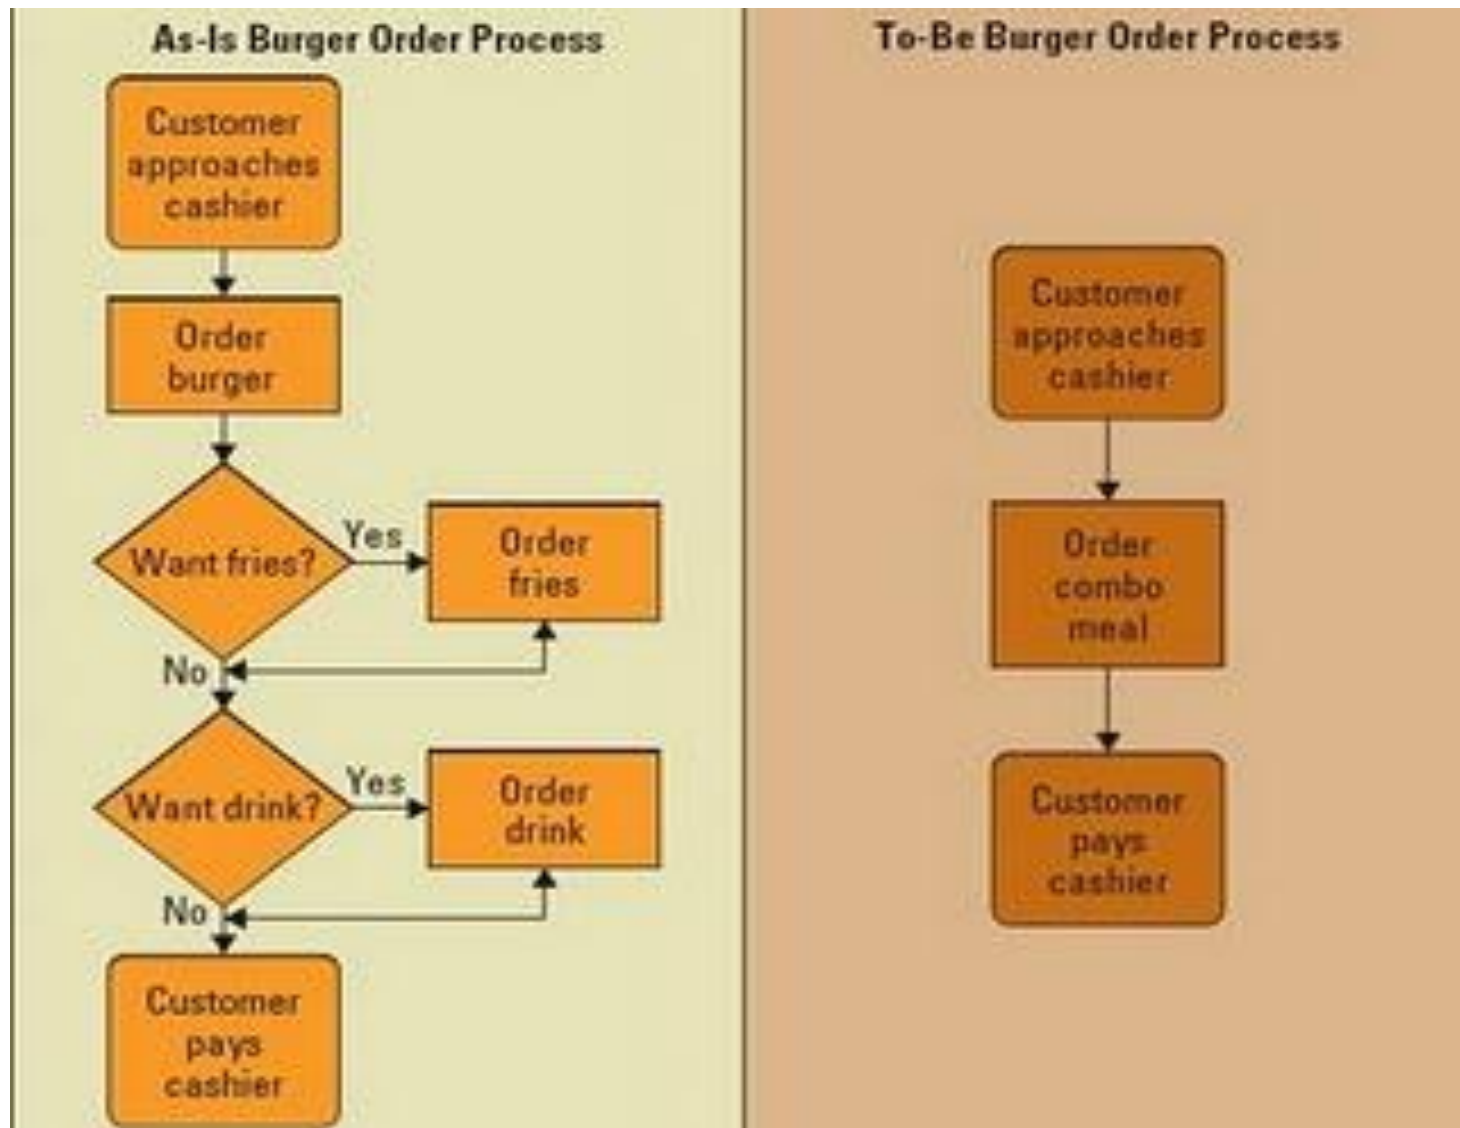 As-Is Burger Order Process
Customer
approaches
cashier
Order
burger
Want fries?
Yes
Order
fries
No
Want drink?
Yes
Order
drink
No
Customer
pays
cashier
To-Be Burger Order Process
Customer
approaches
cashier
Order
combo
meal
Customer
pays
cashier